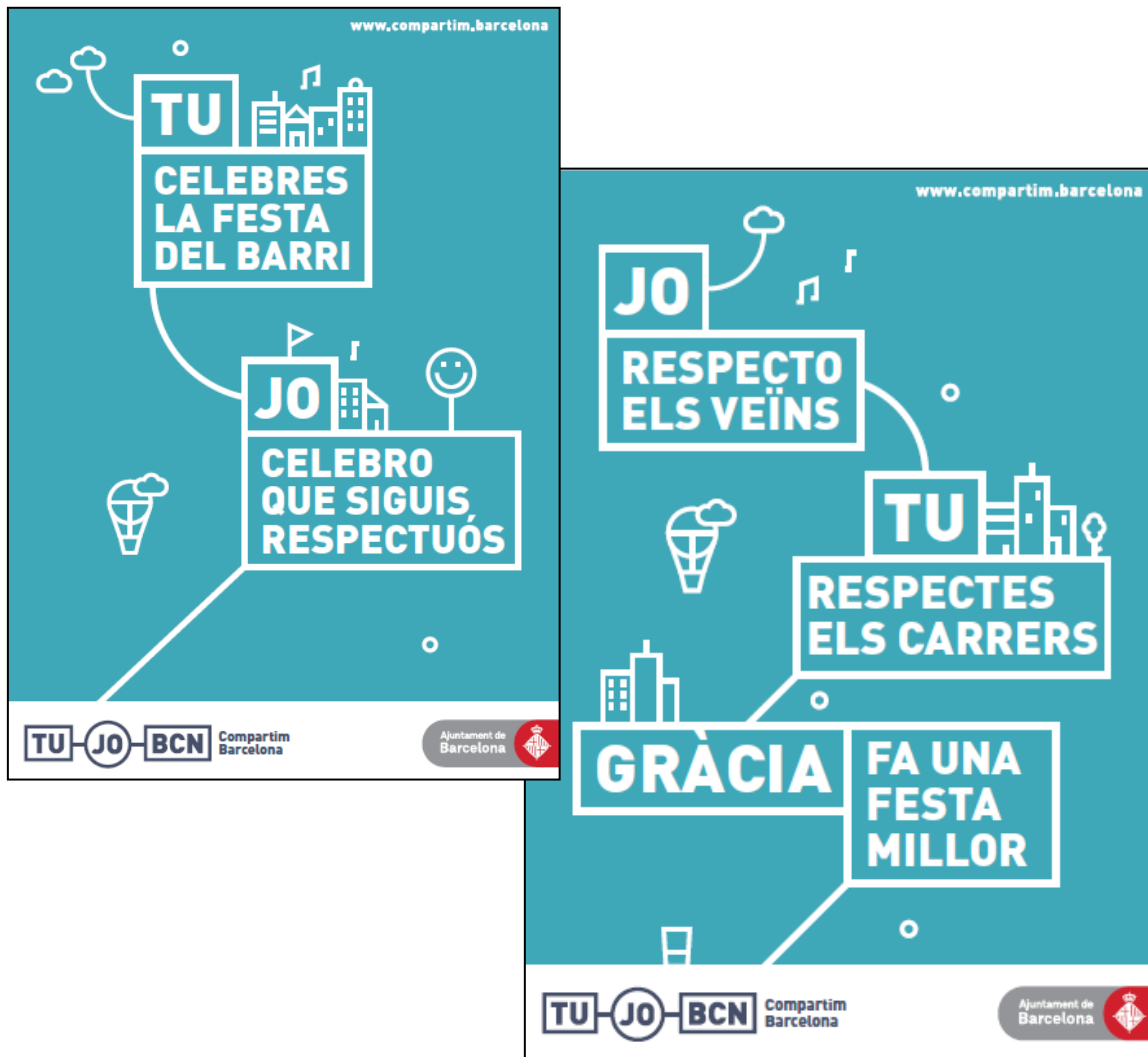 www.compartim.barcelona
TU
CELEBRES
LA FESTA
DEL BARRI
JO
CELEBRO
QUE SIGUIS
RESPECTUÓS
TU JO BCN Compartim
Barcelona
Ajuntament de
Barcelona
www.compartim.barcelona
JO
RESPECTO
ELS VEÏNS
TU
RESPECTES
ELS CARRERS
GRÀCIA
FA UNA
FESTA
MILLOR
TU JO BCN Compartim
Barcelona
Ajuntament de
Barcelona